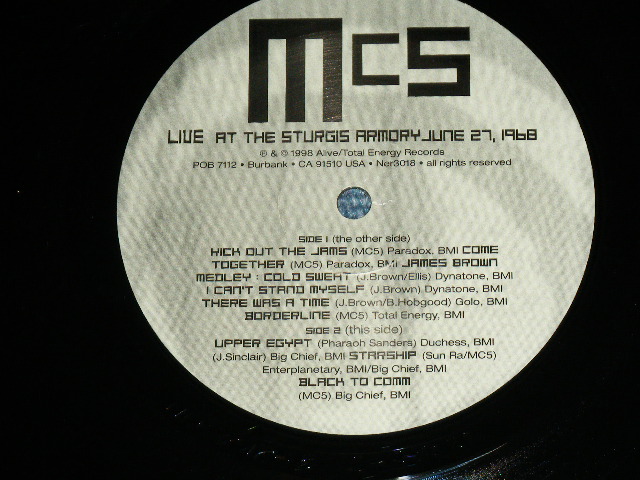 MC5
LIVE AT THE STURGIS ARMORY JUNE 27, 1968
℗ & © 1998 Alive/Total Energy Records
POB 7112 • Burbank • CA 91510 USA • Ner3018 • all rights reserved
SIDE 1 (the other side)
KICK OUT THE JAMS (MC5) Paradox, BMI COME
TOGETHER (MC5) Paradox, BMI JAMES BROWN
MEDLEY : COLD SWEAT (J.Brown/Ellis) Dynatone, BMI
I CAN'T STAND MYSELF (J.Brown) Dynatone, BMI
THERE WAS A TIME (J.Brown/B.Hobgood) Golo, BMI
BORDERLINE (MC5) Total Energy, BMI
SIDE 2 (this side)
UPPER EGYPT (Pharaoh Sanders) Duchess, BMI
(J.Sinclair) Big Chief, BMI STARSHIP (Sun Ra/MC5)
Enterplanetary, BMI/Big Chief, BMI
BLACK TO COMM
(MC5) Big Chief, BMI